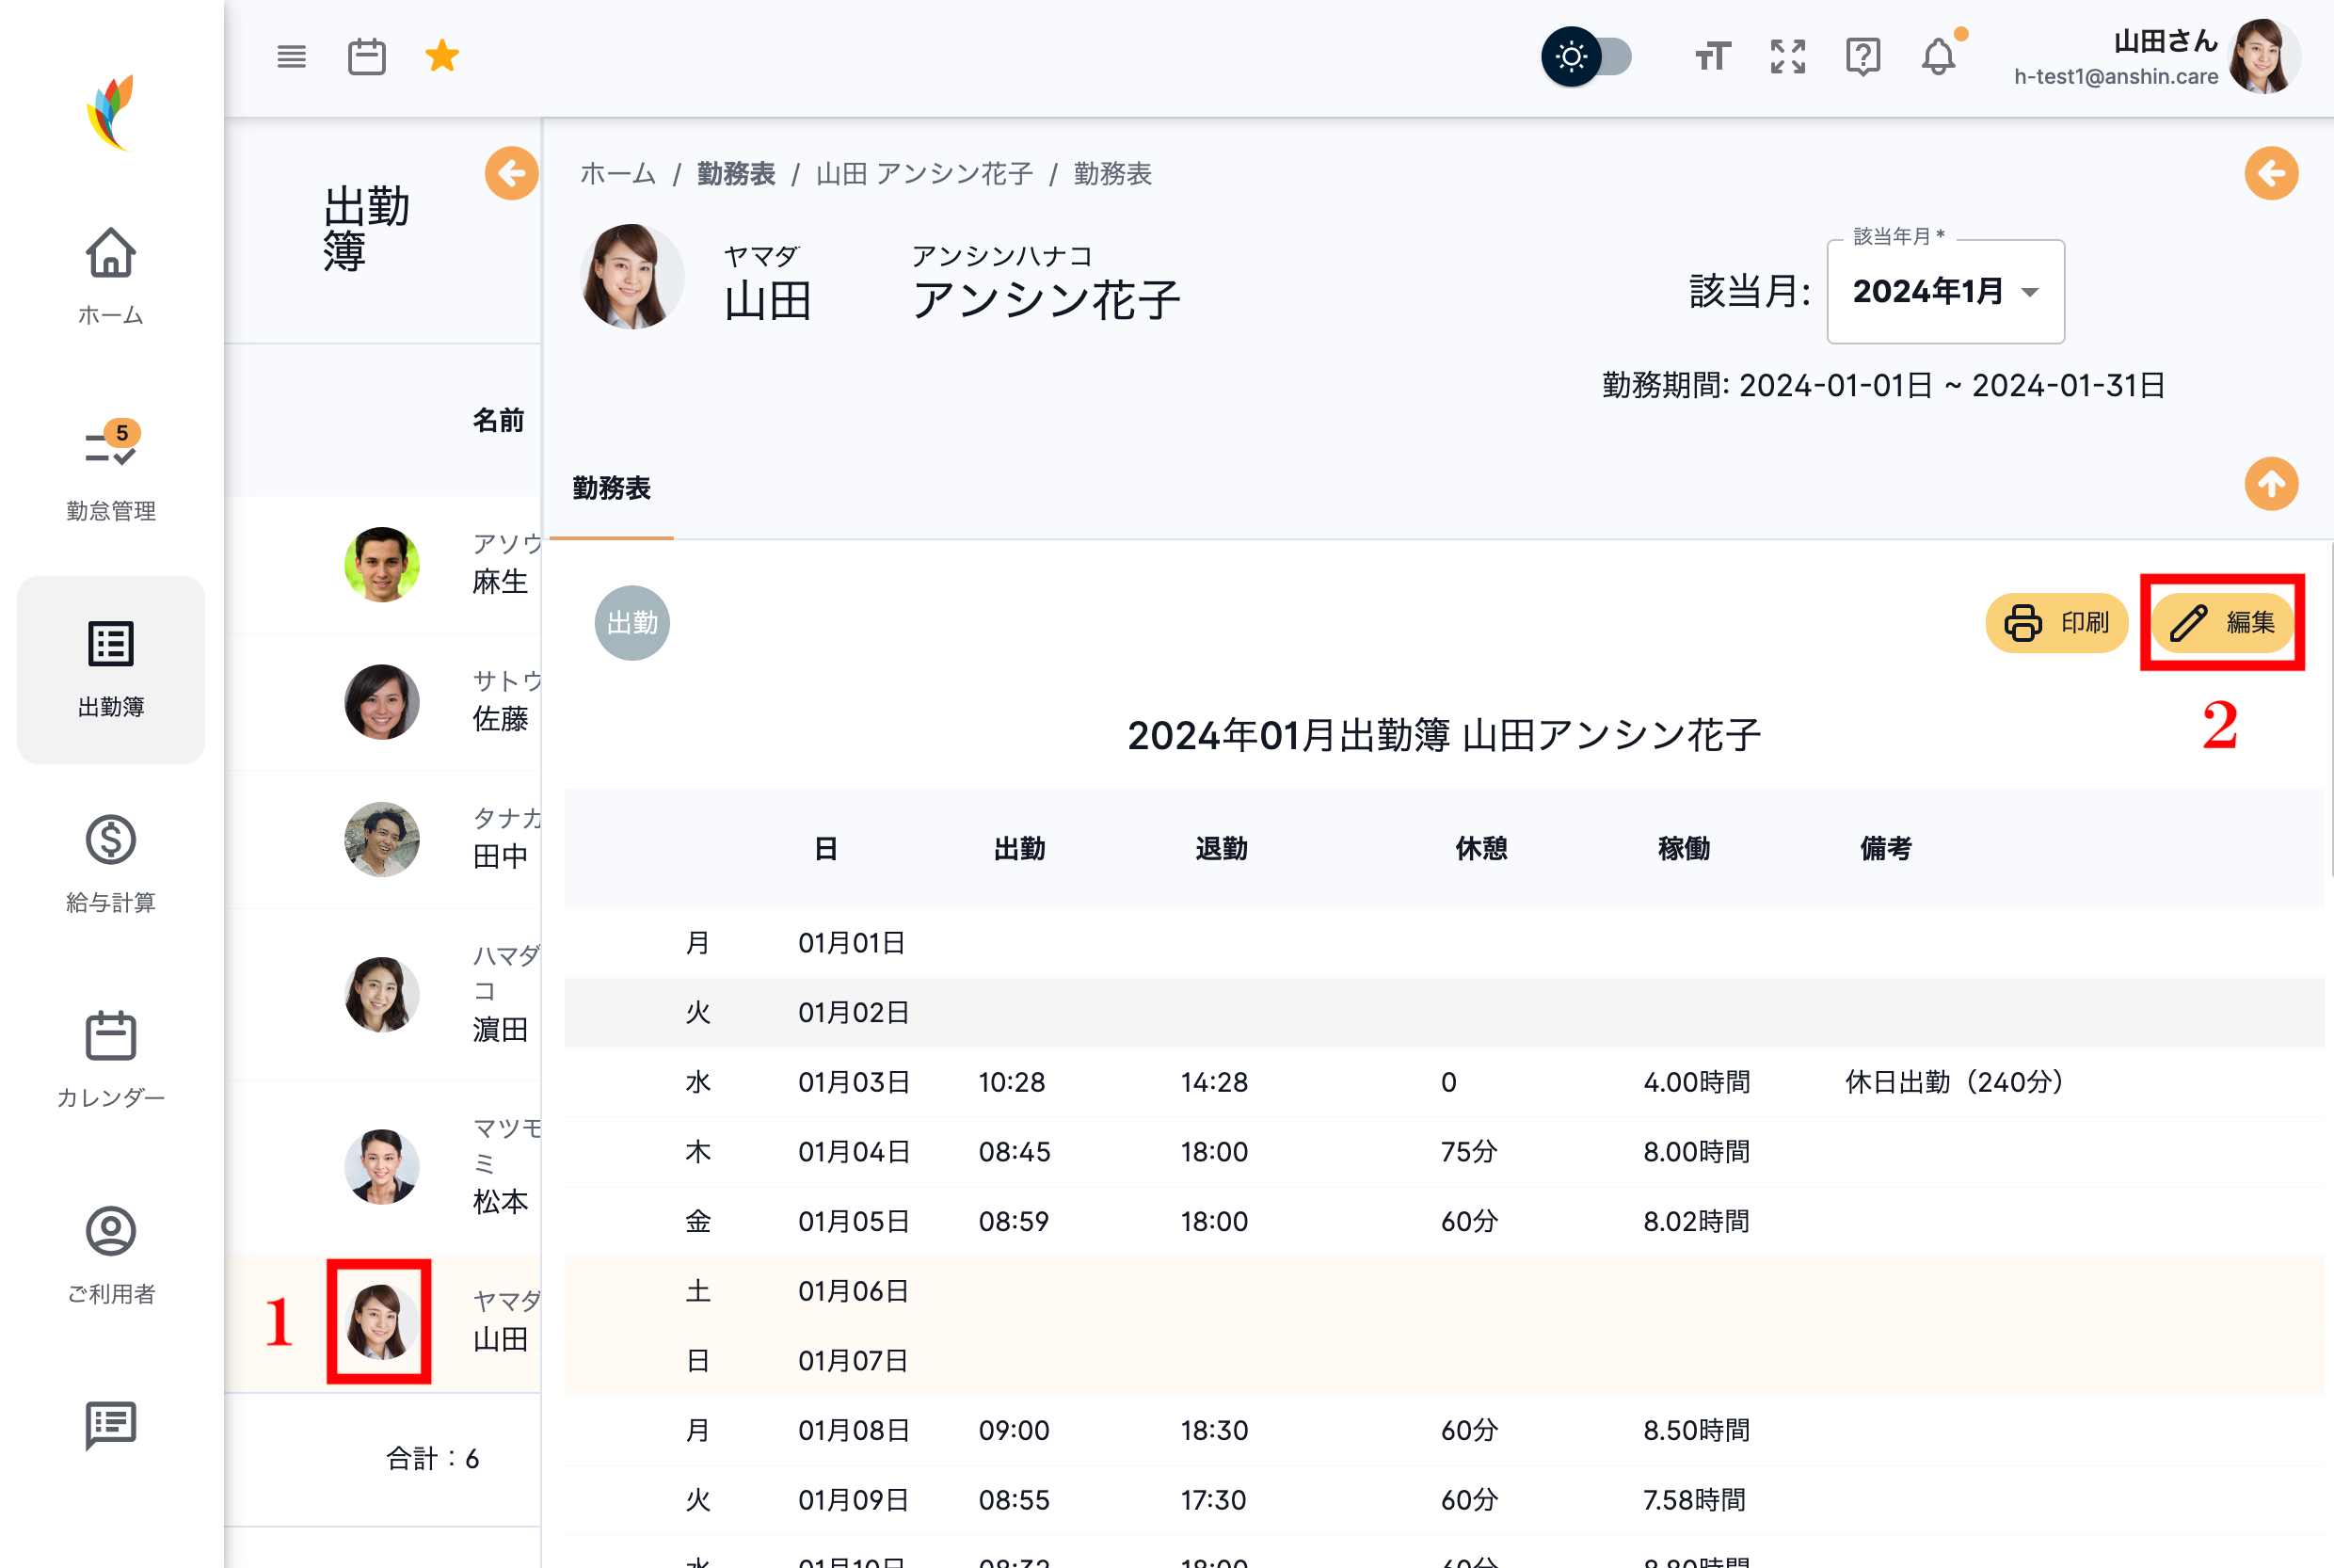 山田さん
h-test1@anshin.care
ホーム
5
勤怠管理
出勤簿
給与計算
カレンダー
ご利用者
出勤
簿
名前
アソウ
麻生
サトウ
佐藤
タナカ
田中
ハマダ
コ
濵田
マツモ
ミ
松本
1
ヤマダ
山田
合計：6
ホーム / 勤務表 / 山田 アンシン花子 / 勤務表
ヤマダ アンシンハナコ
山田 アンシン花子
該当年月 *
該当月: 2024年1月
勤務期間: 2024-01-01日 ~ 2024-01-31日
勤務表
出勤
印刷
編集
2
2024年01月出勤簿 山田アンシン花子
日 出勤 退勤 休憩 稼働 備考
月 01月01日
火 01月02日
水 01月03日 10:28 14:28 0 4.00時間 休日出勤（240分）
木 01月04日 08:45 18:00 75分 8.00時間
金 01月05日 08:59 18:00 60分 8.02時間
土 01月06日
日 01月07日
月 01月08日 09:00 18:30 60分 8.50時間
火 01月09日 08:55 17:30 60分 7.58時間
水 01月10日